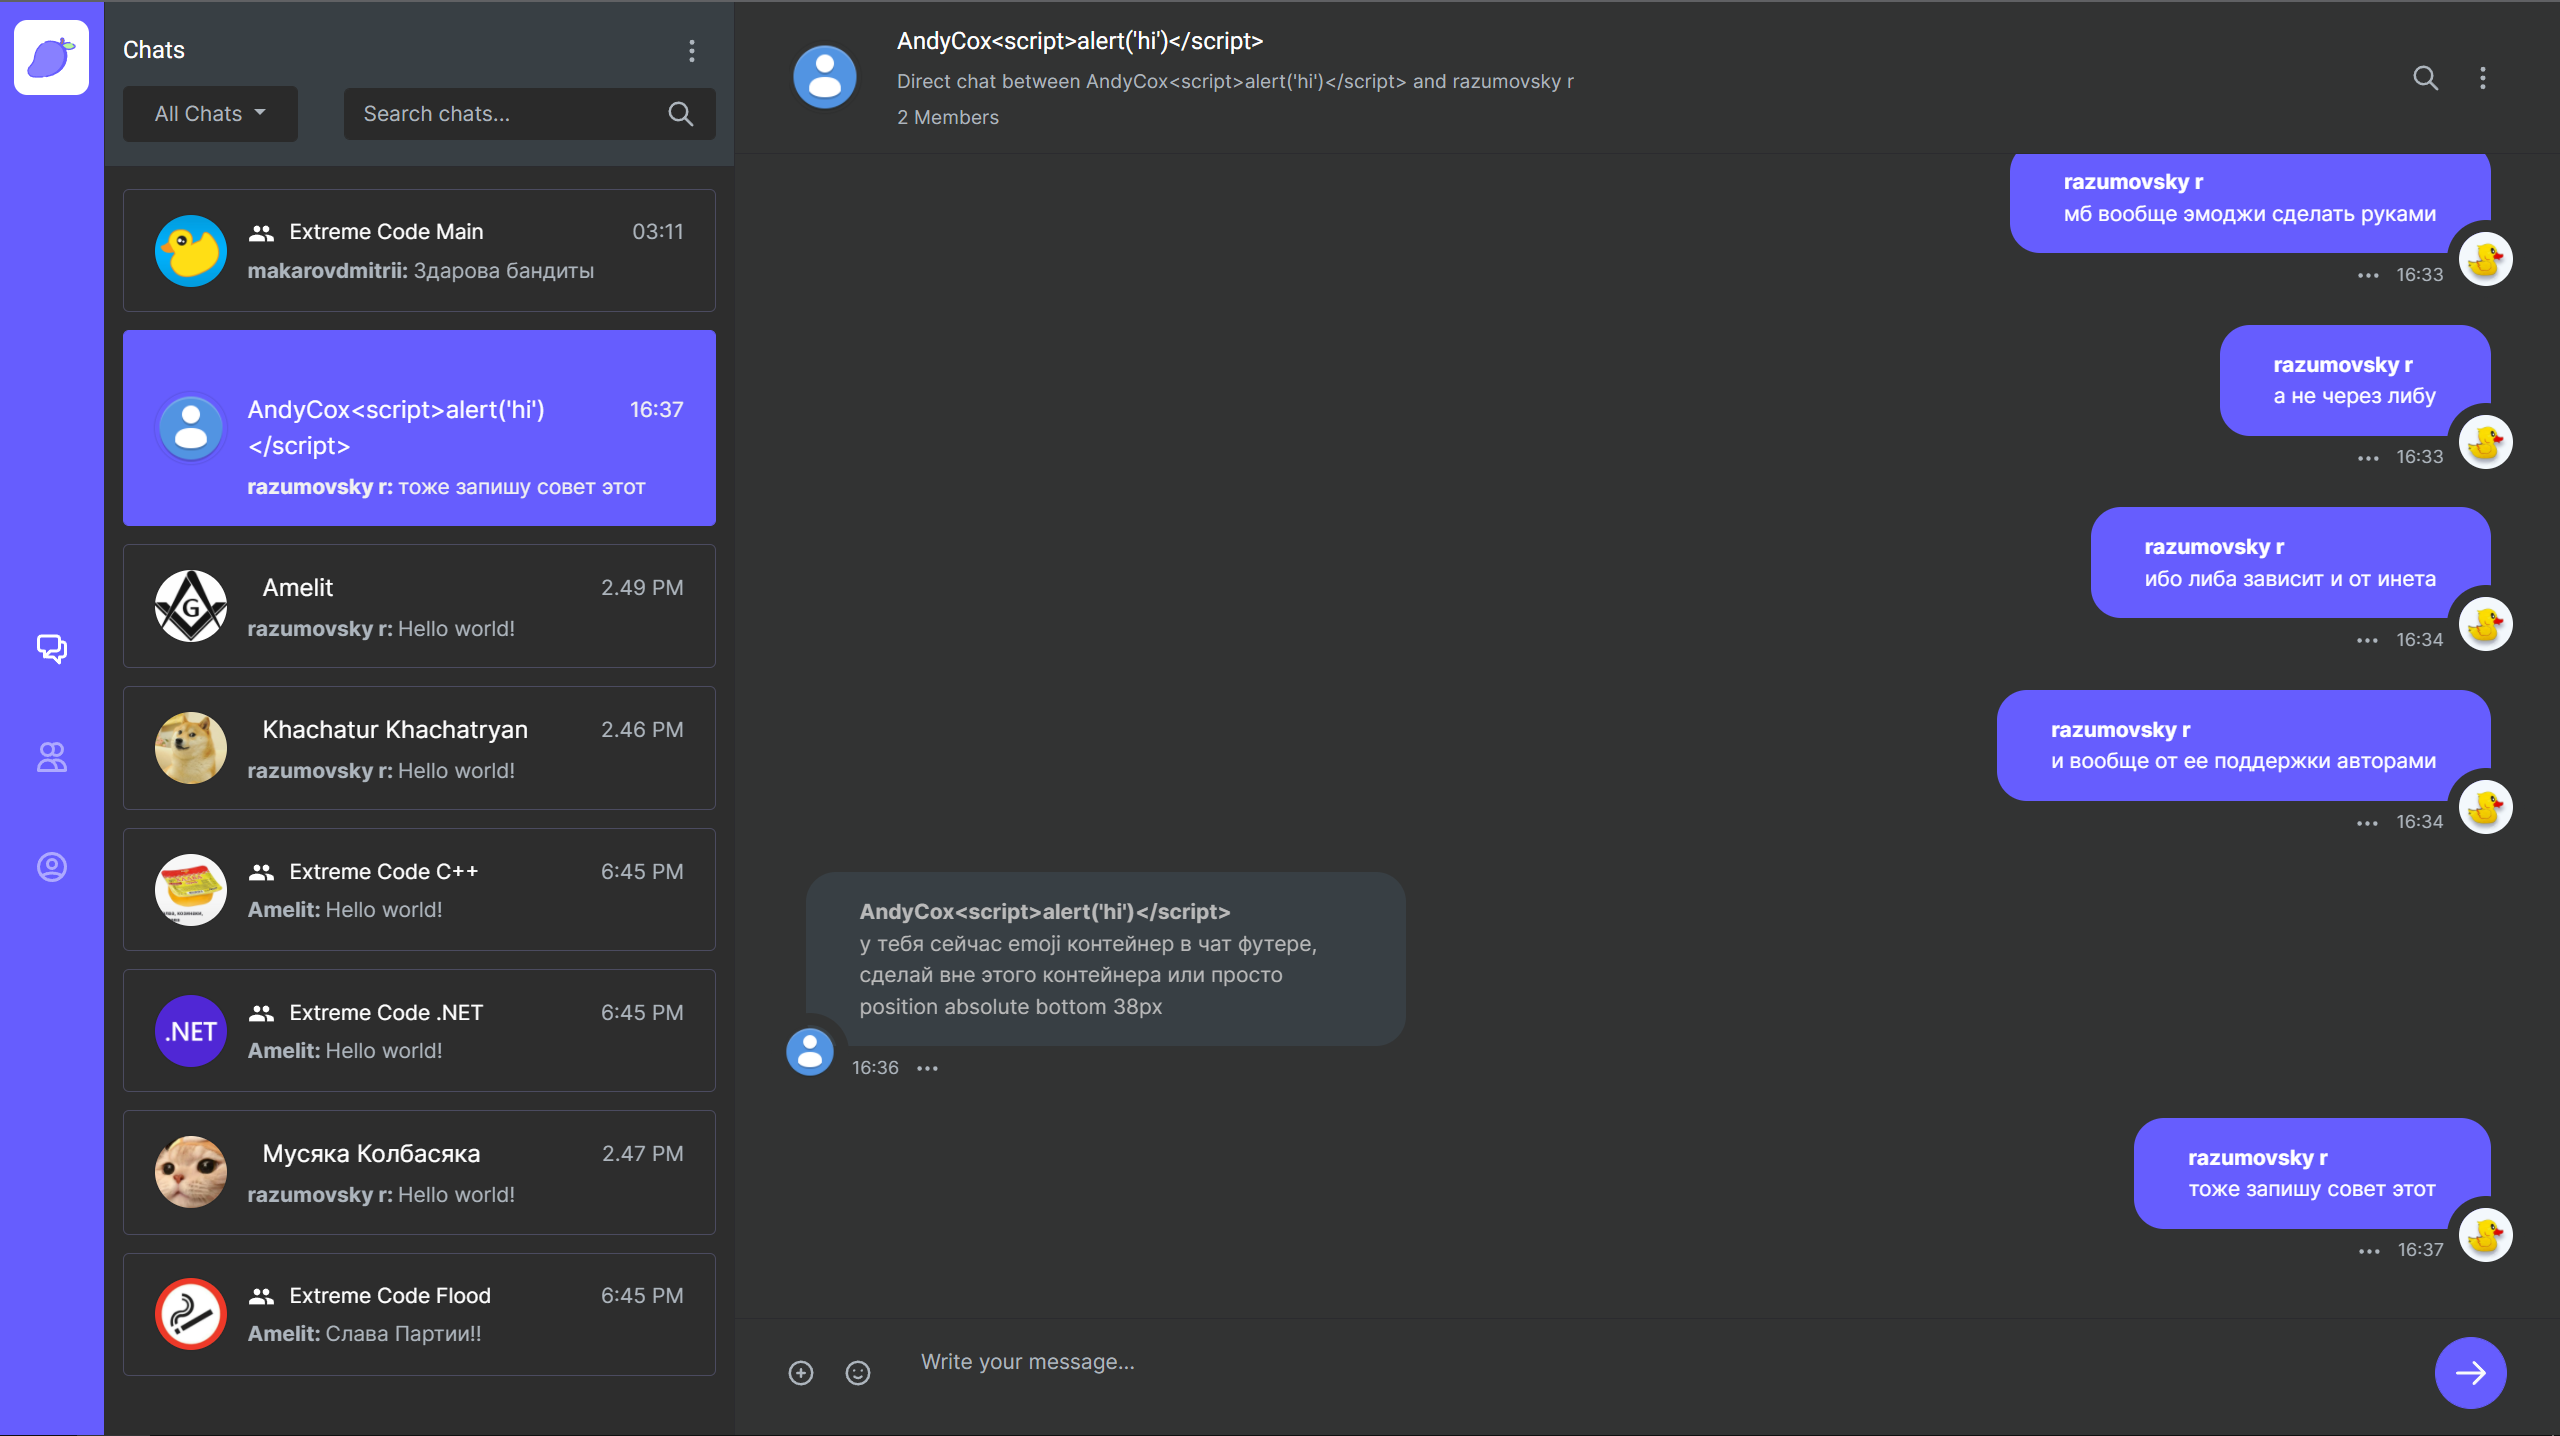 Chats
All Chats
Search chats...
Extreme Code Main
03:11
makarovdmitrii: Здарова бандиты
AndyCox<script>alert('hi')
</script>
16:37
razumovsky r: тоже запишу совет этот
G
Amelit
2.49 PM
razumovsky r: Hello world!
Khachatur Khachatryan
2.46 PM
razumovsky r: Hello world!
Extreme Code C++
6:45 PM
Amelit: Hello world!
.NET
Extreme Code .NET
6:45 PM
Amelit: Hello world!
Мусяка Колбасяка
2.47 PM
razumovsky r: Hello world!
Extreme Code Flood
6:45 PM
Amelit: Слава Партии!!
AndyCox<script>alert('hi')</script>
Direct chat between AndyCox<script>alert('hi')</script> and razumovsky r
2 Members
razumovsky r
мб вообще эмоджи сделать руками
16:33
razumovsky r
а не через либу
16:33
razumovsky r
ибо либа зависит и от инета
16:34
razumovsky r
и вообще от ее поддержки авторами
16:34
AndyCox<script>alert('hi')</script>
у тебя сейчас emoji контейнер в чат футере,
сделай вне этого контейнера или просто
position absolute bottom 38px
16:36
razumovsky r
тоже запишу совет этот
16:37
Write your message...